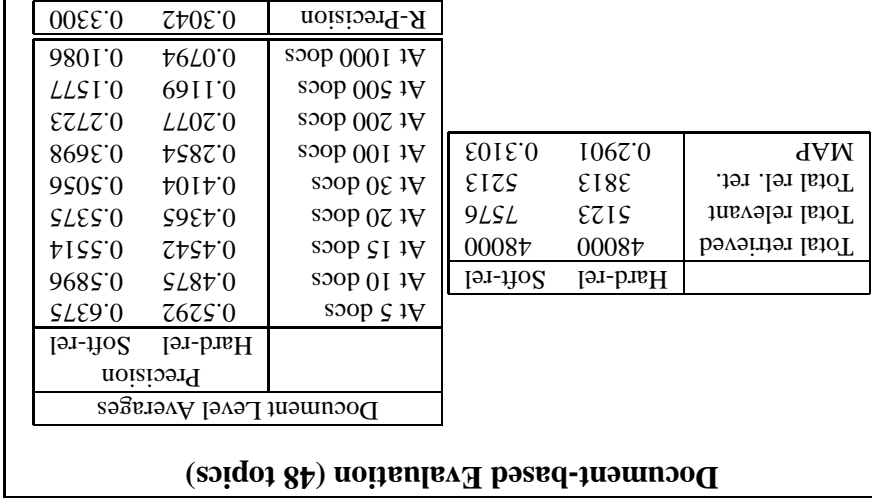 Document-based Evaluation (48 topics)
Hard-rel Soft-rel
Total retrieved 48000 48000
Total relevant 5123 7576
Total rel. ret. 3813 5213
MAP 0.2901 0.3103
Document Level Averages
Precision
Hard-rel Soft-rel
At 5 docs 0.5292 0.6375
At 10 docs 0.4875 0.5896
At 15 docs 0.4542 0.5514
At 20 docs 0.4365 0.5375
At 30 docs 0.4104 0.5056
At 100 docs 0.2854 0.3698
At 200 docs 0.2077 0.2723
At 500 docs 0.1169 0.1577
At 1000 docs 0.0794 0.1086
R-Precision 0.3042 0.3300